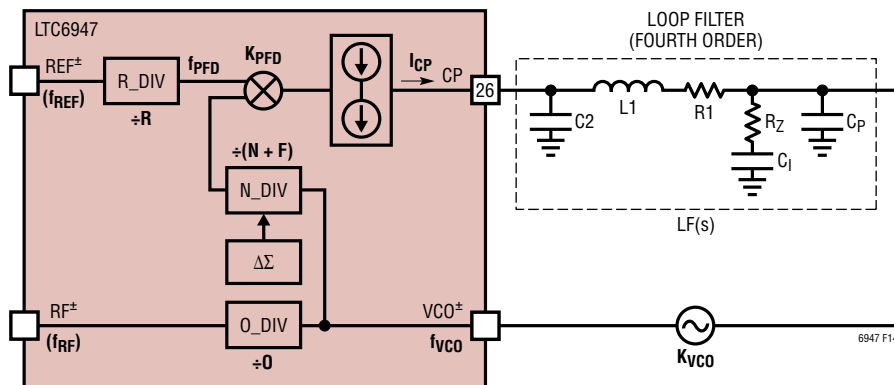 LTC6947
LOOP FILTER
(FOURTH ORDER)
REF±
(fREF)
R_DIV
÷R
fPFD
KPFD
ICP
CP
26
C2
L1
R1
RZ
CI
CP
÷(N + F)
N_DIV
ΔΣ
LF(s)
RF±
(fRF)
O_DIV
÷O
VCO±
fVCO
KVCO
6947 F14